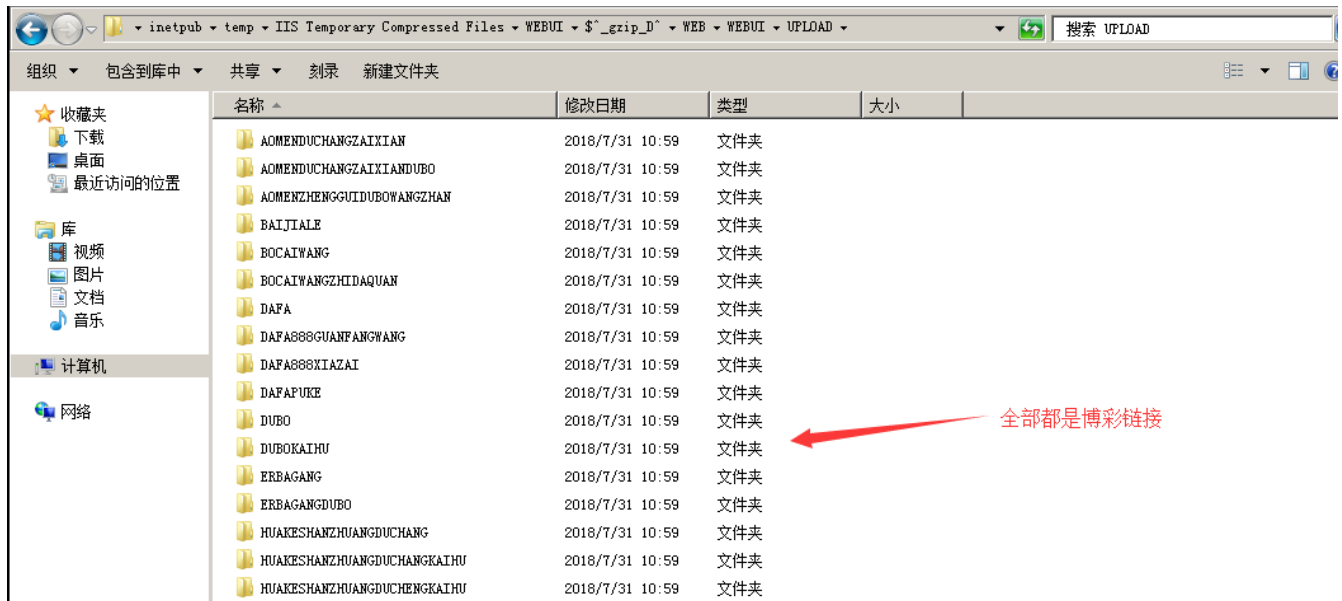 inetpub ▾ temp ▾ IIS Temporary Compressed Files ▾ WEBUI ▾ $^_gzip_D^ ▾ WEB ▾ WEBUI ▾ UPLOAD ▾ 搜索 UPLOAD
组织 包含到库中 共享 刻录 新建文件夹
收藏夹
下载
桌面
最近访问的位置
库
视频
图片
文档
音乐
计算机
网络
名称 修改日期 类型 大小
AOMENDUCHANGZAIXIAN 2018/7/31 10:59 文件夹
AOMENDUCHANGZAIXIANDUBO 2018/7/31 10:59 文件夹
AOMENZHENGGUIDUBOWANGZHAN 2018/7/31 10:59 文件夹
BAIJIALE 2018/7/31 10:59 文件夹
BOCAIWANG 2018/7/31 10:59 文件夹
BOCAIWANGZHIDAQUAN 2018/7/31 10:59 文件夹
DAFA 2018/7/31 10:59 文件夹
DAFA888GUANFANGWANG 2018/7/31 10:59 文件夹
DAFA888XIAZAI 2018/7/31 10:59 文件夹
DAFAPUKE 2018/7/31 10:59 文件夹
DUBO 2018/7/31 10:59 文件夹
DUBOKAIHU 2018/7/31 10:59 文件夹
ERBAGANG 2018/7/31 10:59 文件夹
ERBAGANGDUBO 2018/7/31 10:59 文件夹
HUAKESHANZHUANGDUCHANG 2018/7/31 10:59 文件夹
HUAKESHANZHUANGDUCHANGKAIHU 2018/7/31 10:59 文件夹
HUAKESHANZHUANGDUCHENGKAIHU 2018/7/31 10:59 文件夹
全部都是博彩链接